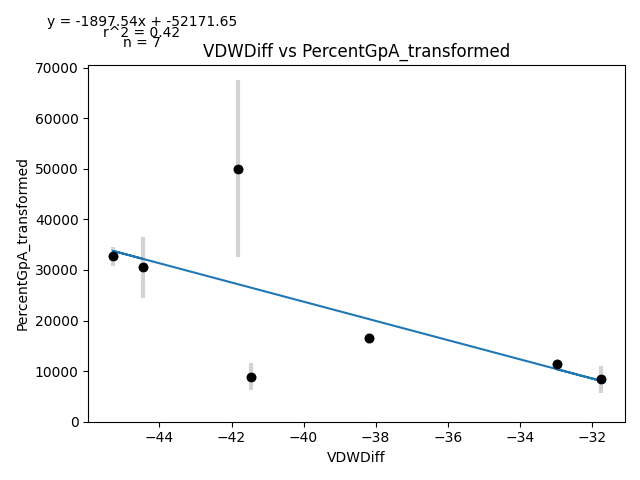 y = -1897.54x + -52171.65
r^2 = 0.42
n = 7
VDWDiff vs PercentGpA_transformed
70000
60000
50000
40000
30000
20000
10000
0
PercentGpA_transformed
−44
−42
−40
−38
−36
−34
−32
VDWDiff